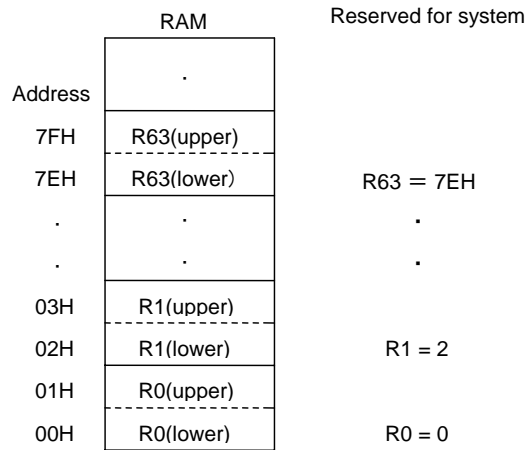 RAM Reserved for system
.
Address
7FH R63(upper)
7EH R63(lower） R63 ＝ 7EH
. . .
. . .
03H R1(upper)
02H R1(lower) R1 = 2
01H R0(upper)
00H R0(lower) R0 = 0